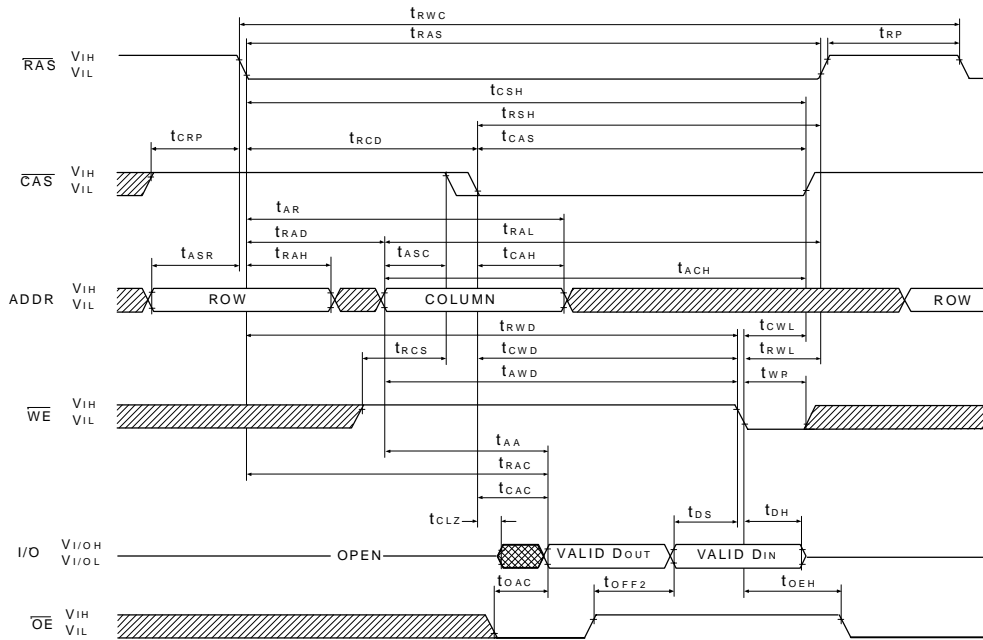 tRWC
tRAS
tRP
RAS VIH
VIL
tCSH
tRSH
tCRP
tRCD
tCAS
CAS VIH
VIL
tAR
tRAD
tRAL
tASR
tRAH
tASC
tCAH
tACH
ADDR VIH
VIL
ROW
COLUMN
ROW
tRWD
tCWL
tRCS
tCWD
tRWL
tAWD
tWR
WE VIH
VIL
tAA
tRAC
tCAC
tCLZ
tDS
tDH
I/O VI/OH
VI/OL
OPEN
VALID DOUT
VALID DIN
tOAC
tOFF2
tOEH
OE VIH
VIL